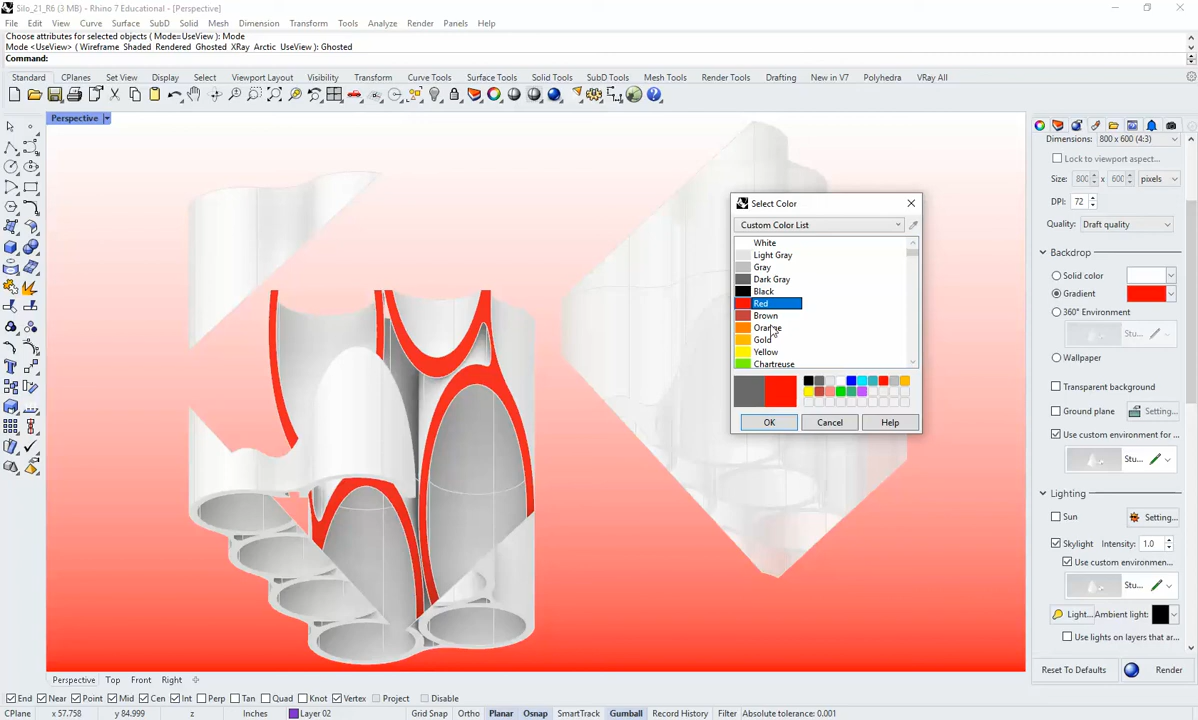 Silo_21_R6 (3 MB) - Rhino 7 Educational - [Perspective]
File Edit View Curve Surface SubD Solid Mesh Dimension Transform Tools Analyze Render Panels Help
Choose attributes for selected objects ( Mode=UseView ): Mode
Mode <UseView> ( Wireframe Shaded Rendered Ghosted XRay Arctic UseView ): Ghosted
Command:
Standard CPlanes Set View Display Select Viewport Layout Visibility Transform Curve Tools Surface Tools Solid Tools SubD Tools Mesh Tools Render Tools Drafting New in V7 Polyhedra VRay All
Perspective
Dimensions: 800 x 600 (4:3)
Lock to viewport aspect...
Size: 800 x 600 pixels
DPI: 72
Quality: Draft quality
Backdrop
Solid color
Gradient
360° Environment
Stu...
Wallpaper
Transparent background
Ground plane Setting...
Use custom environment for ...
Stu...
Lighting
Sun Setting...
Skylight Intensity: 1.0
Use custom environmen...
Stu...
Light... Ambient light:
Use lights on layers that ar...
Reset To Defaults Render
Select Color
Custom Color List
White
Light Gray
Gray
Dark Gray
Black
Red
Brown
Orange
Gold
Yellow
Chartreuse
OK Cancel Help
Perspective Top Front Right
End Near Point Mid Cen Int Perp Tan Quad Knot Vertex Project Disable
CPlane x 57.758 y 84.999 z Inches Layer 02 Grid Snap Ortho Planar Osnap SmartTrack Gumball Record History Filter Absolute tolerance: 0.001